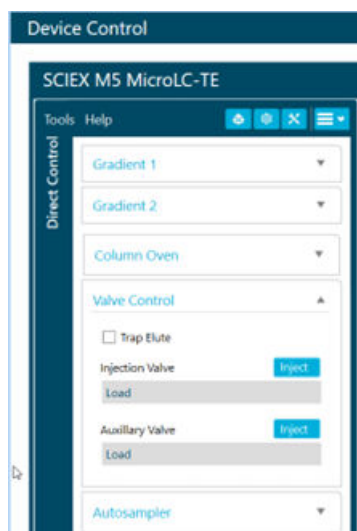 Device Control
SCIEX M5 MicroLC-TE
Tools Help
Direct Control
Gradient 1
Gradient 2
Column Oven
Valve Control
Trap Elute
Injection Valve Inject
Load
Auxillary Valve Inject
Load
Autosampler